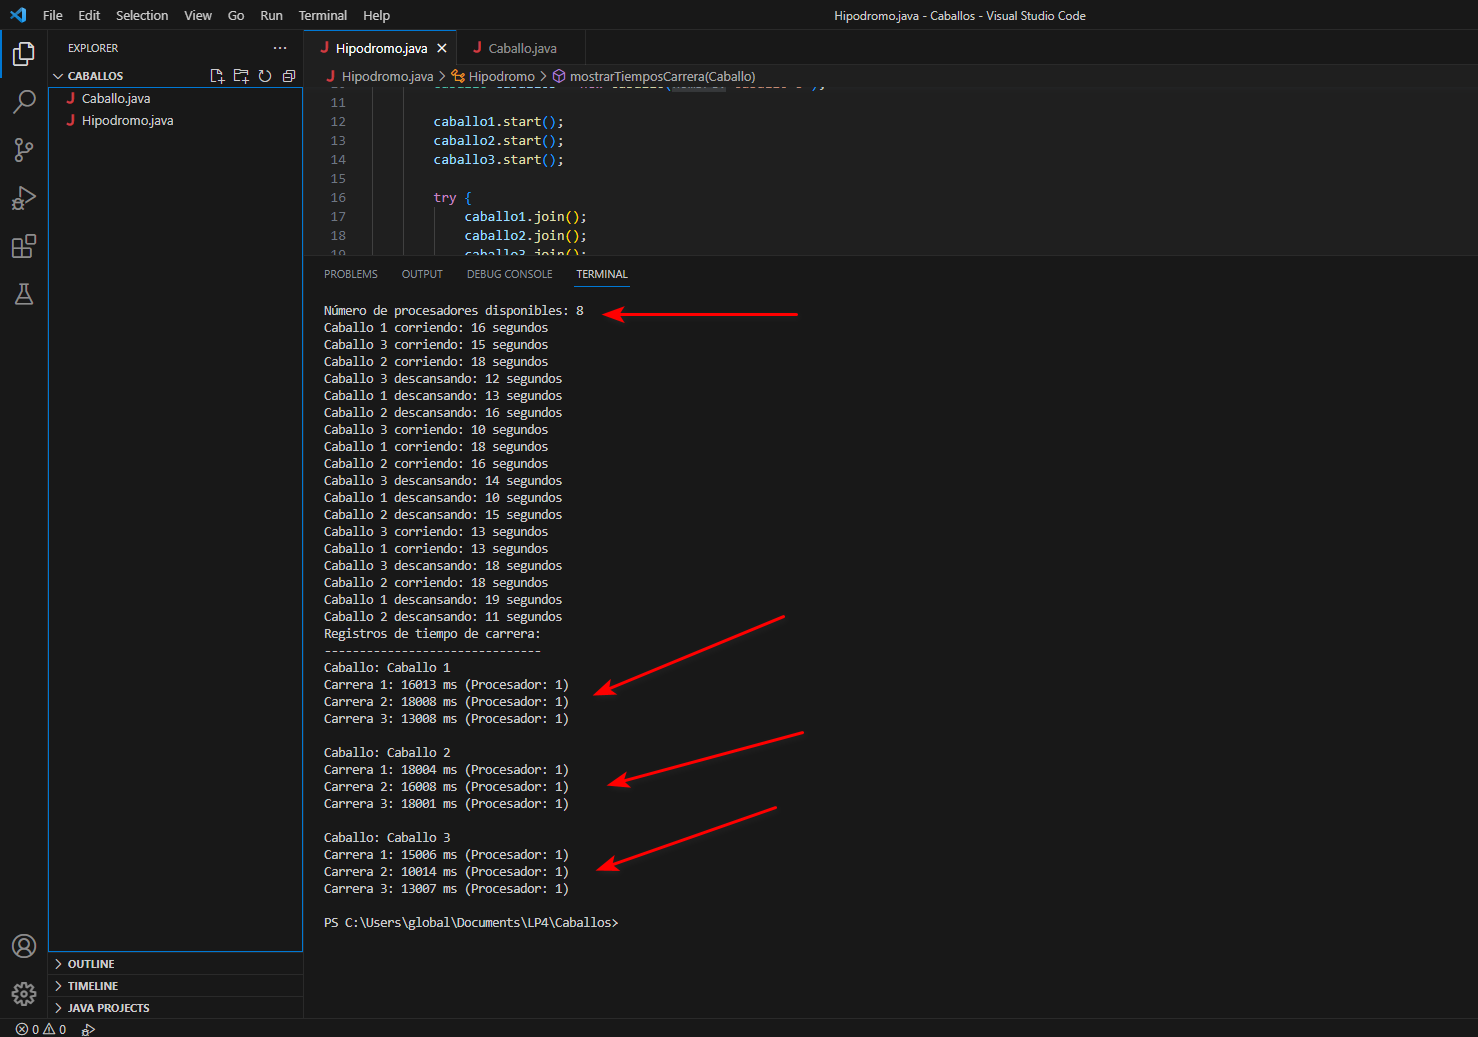 File Edit Selection View Go Run Terminal Help
Hipodromo.java - Caballos - Visual Studio Code
EXPLORER
CABALLOS
Caballo.java
Hipodromo.java
OUTLINE
TIMELINE
JAVA PROJECTS
0 0
Hipodromo.java Caballo.java
Hipodromo.java > Hipodromo > mostrarTiemposCarrera(Caballo)
11
12 caballo1.start();
13 caballo2.start();
14 caballo3.start();
15
16 try {
17 caballo1.join();
18 caballo2.join();
19 caballo3.join();
PROBLEMS OUTPUT DEBUG CONSOLE TERMINAL
Número de procesadores disponibles: 8
Caballo 1 corriendo: 16 segundos
Caballo 3 corriendo: 15 segundos
Caballo 2 corriendo: 18 segundos
Caballo 3 descansando: 12 segundos
Caballo 1 descansando: 13 segundos
Caballo 2 descansando: 16 segundos
Caballo 3 corriendo: 10 segundos
Caballo 1 corriendo: 18 segundos
Caballo 2 corriendo: 16 segundos
Caballo 3 descansando: 14 segundos
Caballo 1 descansando: 10 segundos
Caballo 2 descansando: 15 segundos
Caballo 3 corriendo: 13 segundos
Caballo 1 corriendo: 13 segundos
Caballo 3 descansando: 18 segundos
Caballo 2 corriendo: 18 segundos
Caballo 1 descansando: 19 segundos
Caballo 2 descansando: 11 segundos
Registros de tiempo de carrera:
-------------------------------
Caballo: Caballo 1
Carrera 1: 16013 ms (Procesador: 1)
Carrera 2: 18008 ms (Procesador: 1)
Carrera 3: 13008 ms (Procesador: 1)
Caballo: Caballo 2
Carrera 1: 18004 ms (Procesador: 1)
Carrera 2: 16008 ms (Procesador: 1)
Carrera 3: 18001 ms (Procesador: 1)
Caballo: Caballo 3
Carrera 1: 15006 ms (Procesador: 1)
Carrera 2: 10014 ms (Procesador: 1)
Carrera 3: 13007 ms (Procesador: 1)
PS C:\Users\global\Documents\LP4\Caballos>